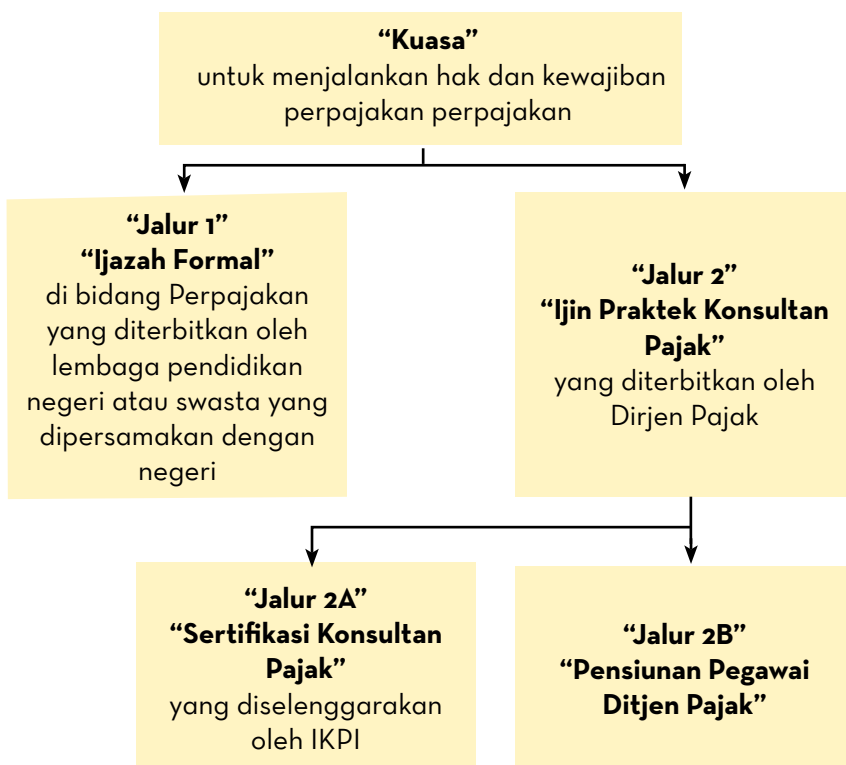 “Kuasa”
untuk menjalankan hak dan kewajiban
perpajakan perpajakan
“Jalur 1”
“Ijazah Formal”
di bidang Perpajakan
yang diterbitkan oleh
lembaga pendidikan
negeri atau swasta yang
dipersamakan dengan
negeri
“Jalur 2”
“Ijin Praktek Konsultan
Pajak”
yang diterbitkan oleh
Dirjen Pajak
“Jalur 2A”
“Sertifikasi Konsultan
Pajak”
yang diselenggarakan
oleh IKPI
“Jalur 2B”
“Pensiunan Pegawai
Ditjen Pajak”